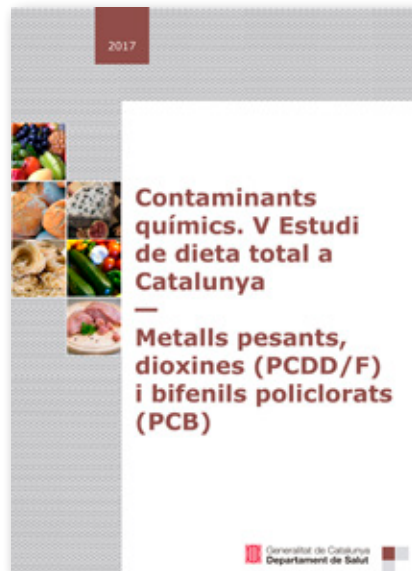 2017
Contaminants
químics. V Estudi
de dieta total a
Catalunya
—
Metalls pesants,
dioxines (PCDD/F)
i bifenils policlorats
(PCB)
Generalitat de Catalunya
Departament de Salut